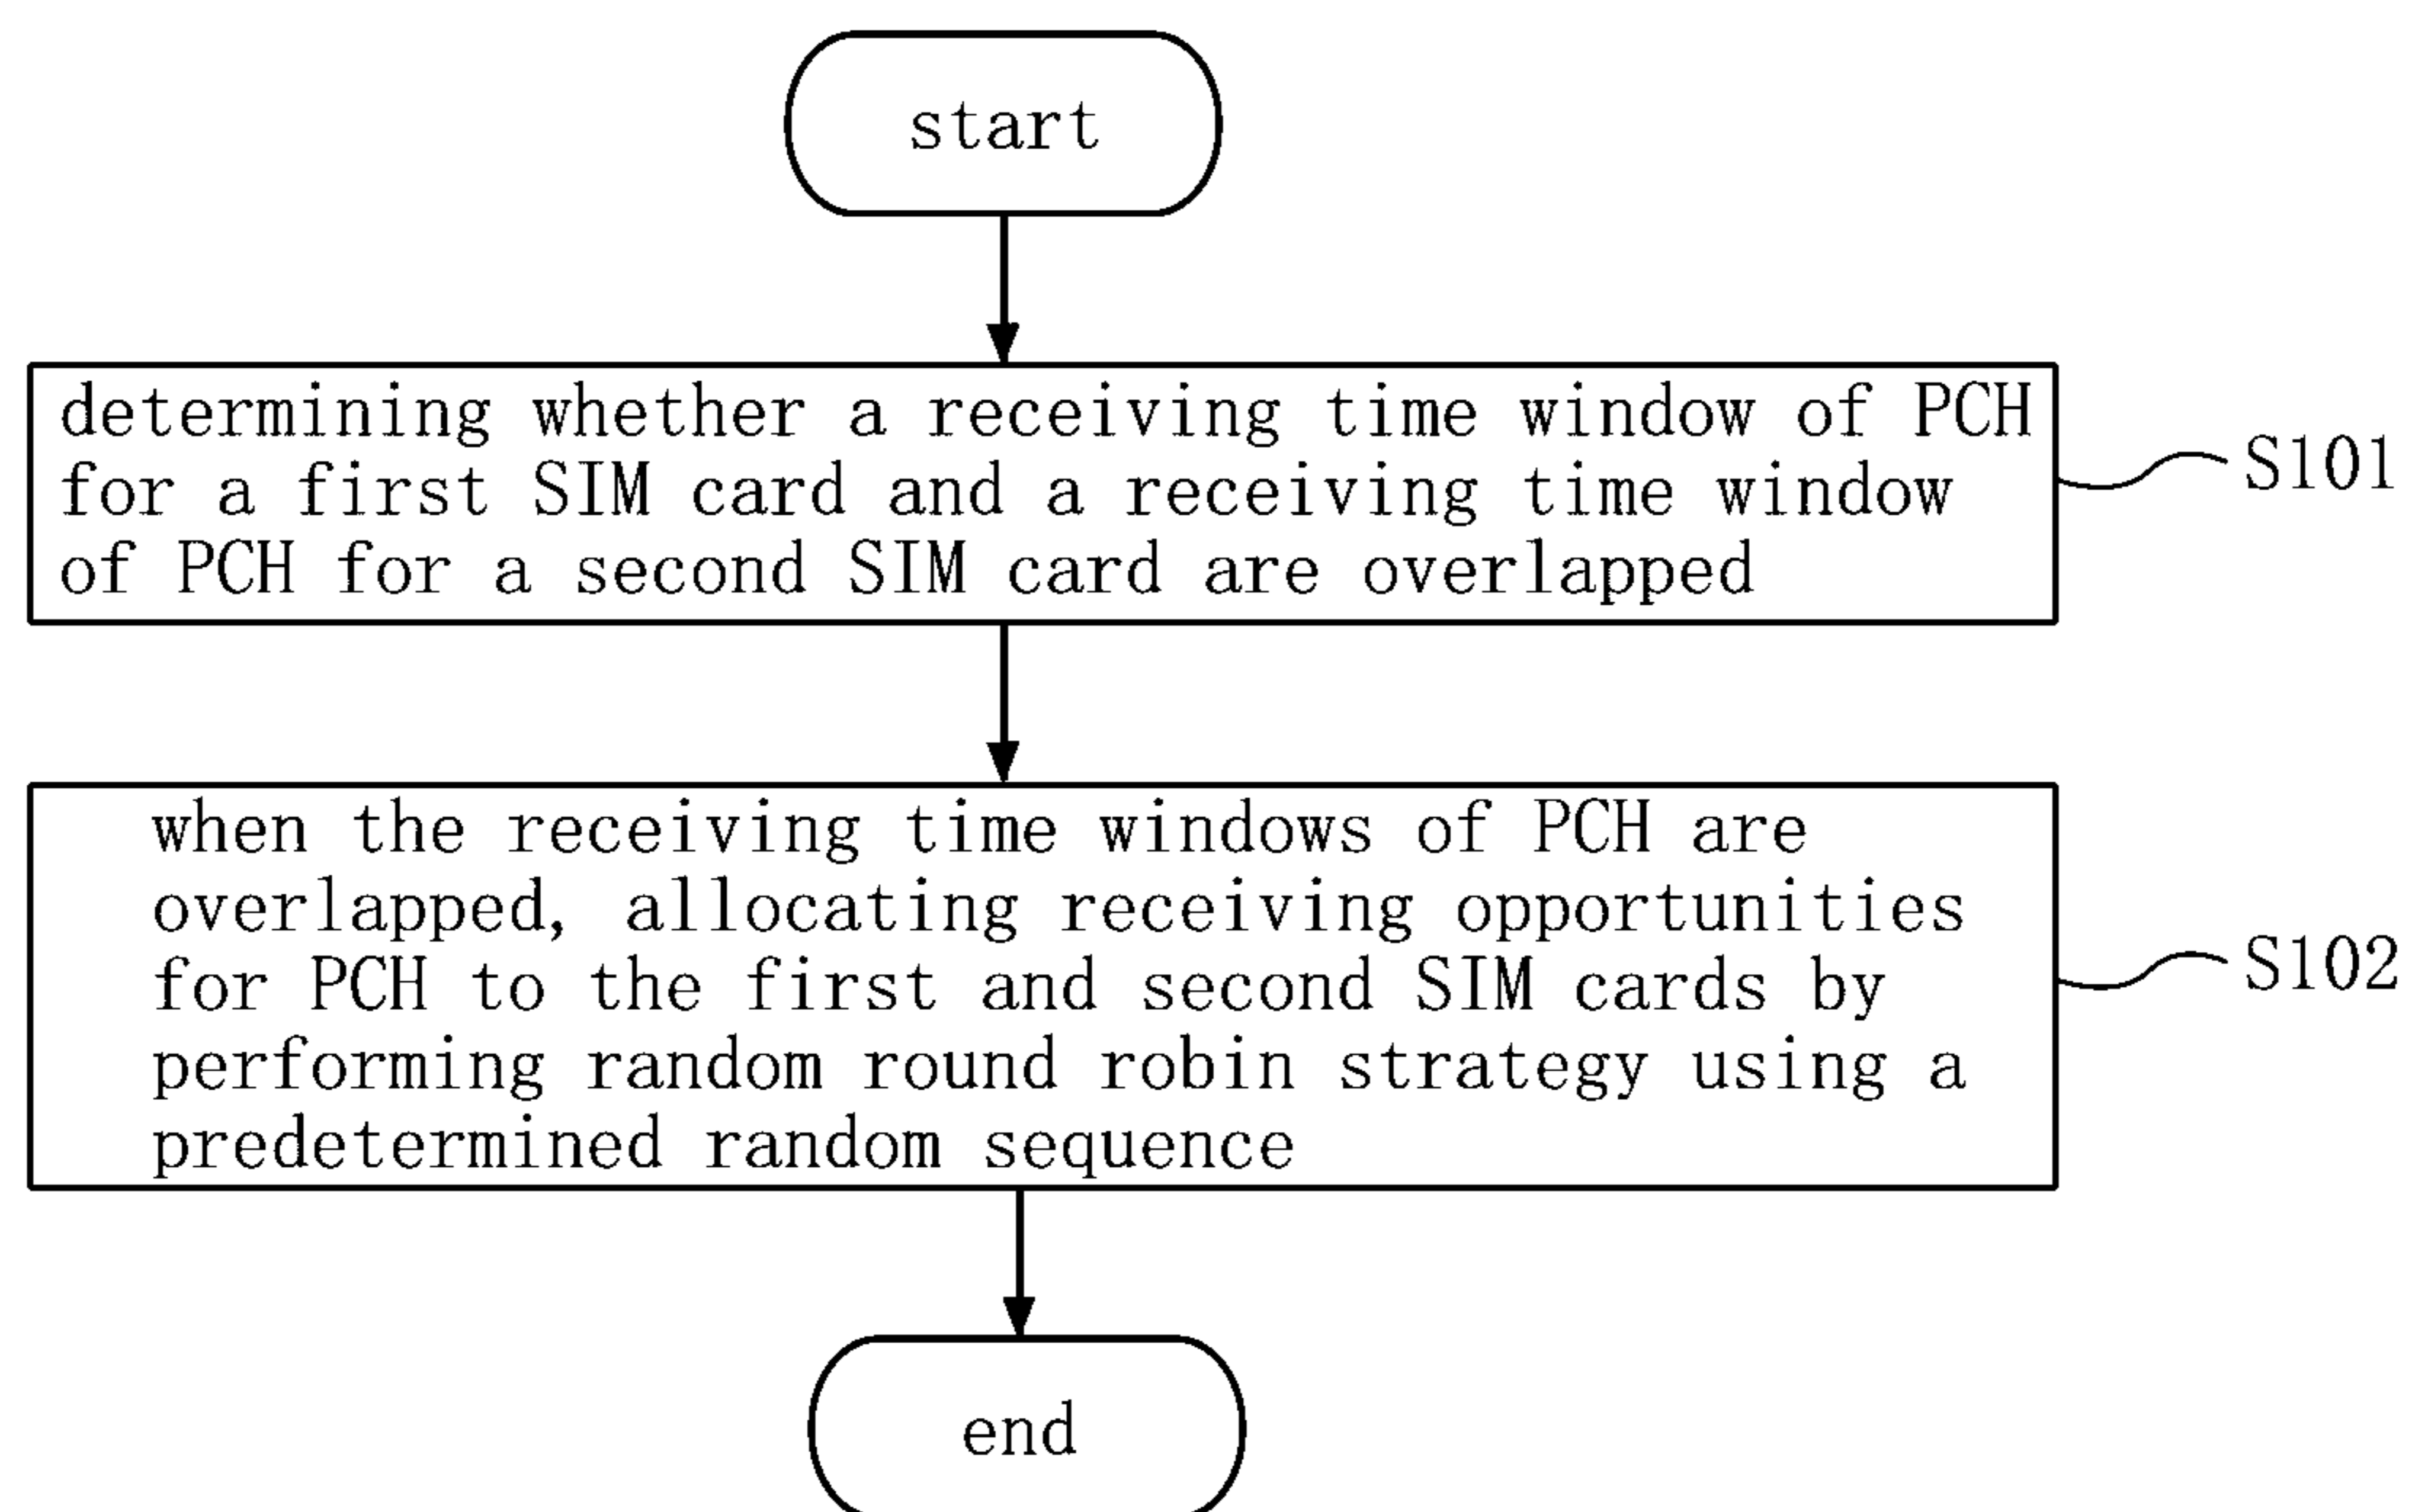 start
determining whether a receiving time window of PCH
for a first SIM card and a receiving time window
of PCH for a second SIM card are overlapped
S101
when the receiving time windows of PCH are
overlapped, allocating receiving opportunities
for PCH to the first and second SIM cards by
performing random round robin strategy using a
predetermined random sequence
S102
end